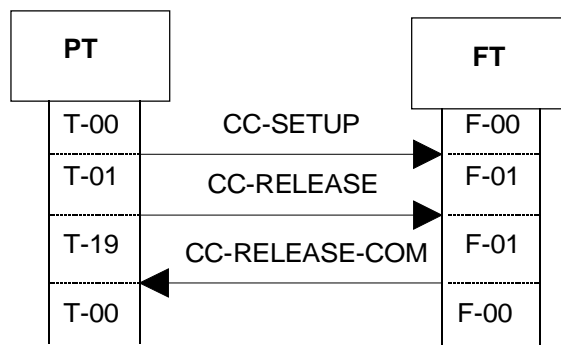 PT
FT
T-00 CC-SETUP F-00
T-01 CC-RELEASE F-01
T-19 CC-RELEASE-COM F-01
T-00 F-00